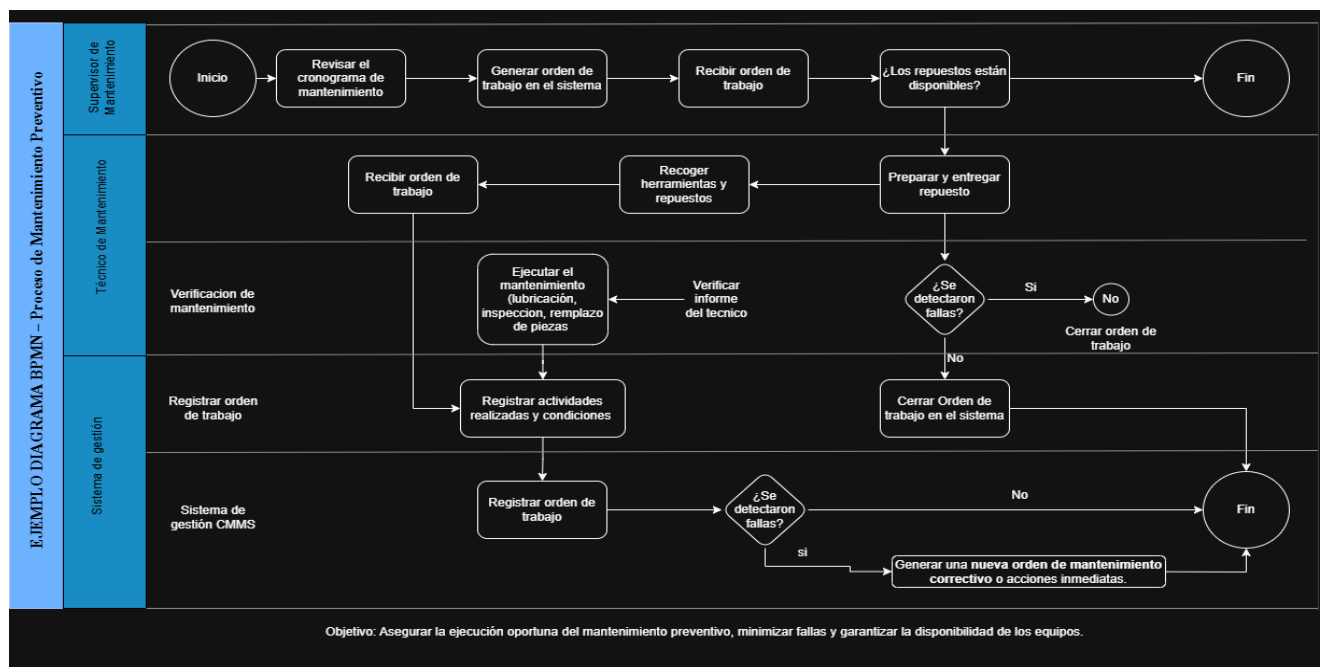 EJEMPLO DIAGRAMA BPMN – Proceso de Mantenimiento Preventivo
Supervisor de
Mantenimiento
Inicio
Revisar el
cronograma de
mantenimiento
Generar orden de
trabajo en el sistema
Recibir orden de
trabajo
¿Los repuestos están
disponibles?
Fin
Técnico de Mantenimiento
Recibir orden de
trabajo
Recoger
herramientas y
repuestos
Preparar y entregar
repuesto
Verificacion de
mantenimiento
Ejecutar el
mantenimiento
(lubricación,
inspeccion, remplazo
de piezas
Verificar
informe
del tecnico
¿Se
detectaron
fallas?
Si
No
Cerrar orden de
trabajo
No
Sistema de gestión
Registrar orden
de trabajo
Registrar actividades
realizadas y condiciones
Cerrar Orden de
trabajo en el sistema
Sistema de
gestión CMMS
Registrar orden de
trabajo
¿Se
detectaron
fallas?
No
Fin
si
Generar una nueva orden de mantenimiento
correctivo o acciones inmediatas.
Objetivo: Asegurar la ejecución oportuna del mantenimiento preventivo, minimizar fallas y garantizar la disponibilidad de los equipos.